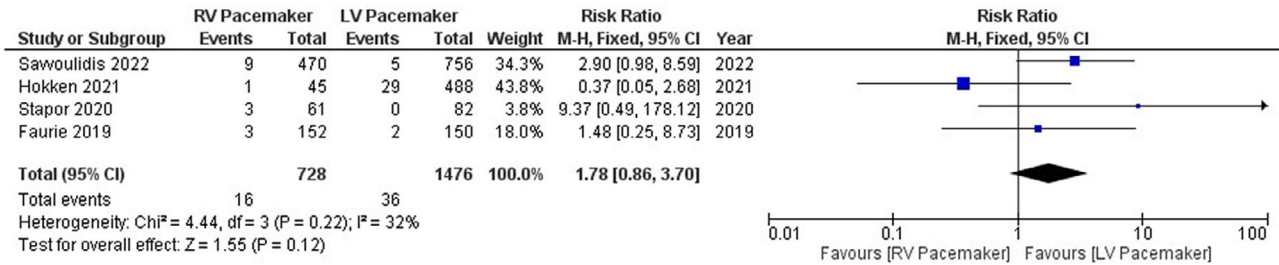 RV Pacemaker LV Pacemaker Risk Ratio Risk Ratio
Study or Subgroup Events Total Events Total Weight M-H, Fixed, 95% CI Year M-H, Fixed, 95% CI
Sawoulidis 2022 9 470 5 756 34.3% 2.90 [0.98, 8.59] 2022
Hokken 2021 1 45 29 488 43.8% 0.37 [0.05, 2.68] 2021
Stapor 2020 3 61 0 82 3.8% 9.37 [0.49, 178.12] 2020
Faurie 2019 3 152 2 150 18.0% 1.48 [0.25, 8.73] 2019
Total (95% CI) 728 1476 100.0% 1.78 [0.86, 3.70]
Total events 16 36
Heterogeneity: Chi² = 4.44, df = 3 (P = 0.22); I² = 32%
Test for overall effect: Z = 1.55 (P = 0.12)
0.01 0.1 1 10 100
Favours [RV Pacemaker] Favours [LV Pacemaker]